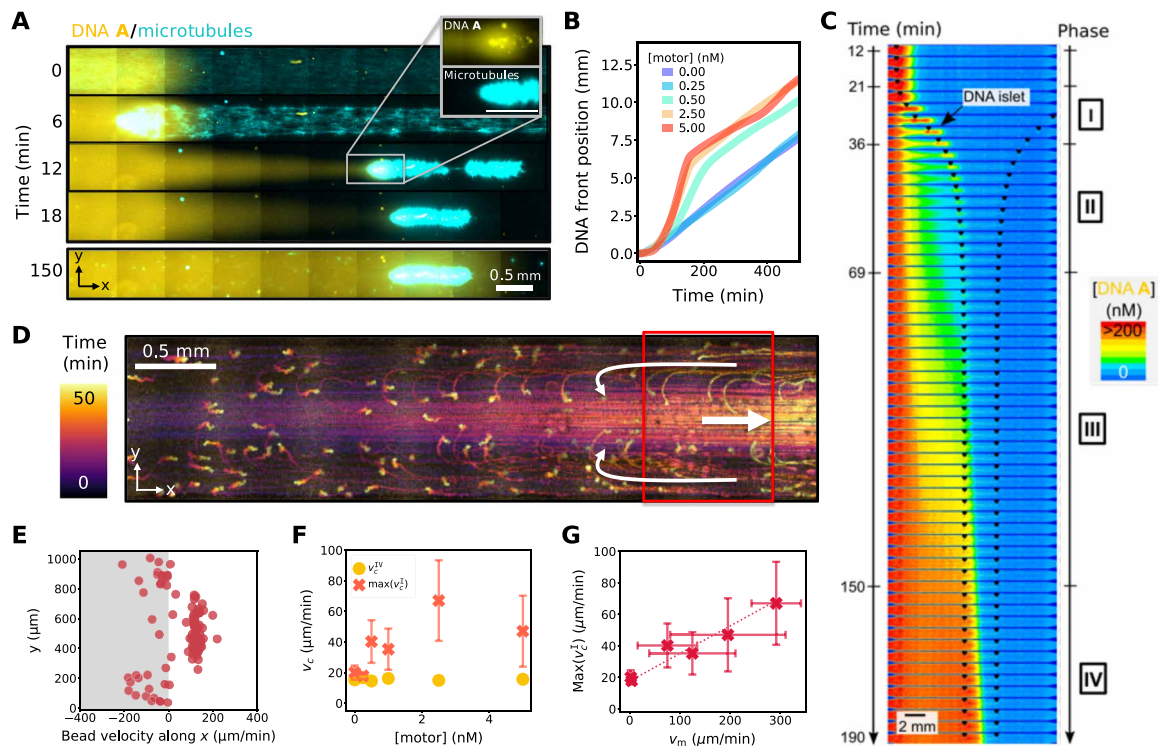 A
DNA A/microtubules
DNA A
Microtubules
Time (min)
0
6
12
18
150
y
x
0.5 mm
B
DNA front position (mm)
12.5
10.0
7.5
5.0
2.5
0.0
[motor] (nM)
0.00
0.25
0.50
2.50
5.00
0
200
400
Time (min)
C
Time (min)
Phase
12
21
36
69
150
190
DNA islet
I
II
III
IV
[DNA A]
(nM)
>200
0
2 mm
D
Time
(min)
50
0
0.5 mm
y
x
E
y (µm)
1000
800
600
400
200
0
−400
−200
0
200
400
Bead velocity along x (µm/min)
F
v_c (µm/min)
100
80
60
40
20
0
v_c^IV
max(v_c^I)
0
2
4
[motor] (nM)
G
Max(v_c^I) (µm/min)
100
80
60
40
20
0
0
100
200
300
v_m (µm/min)